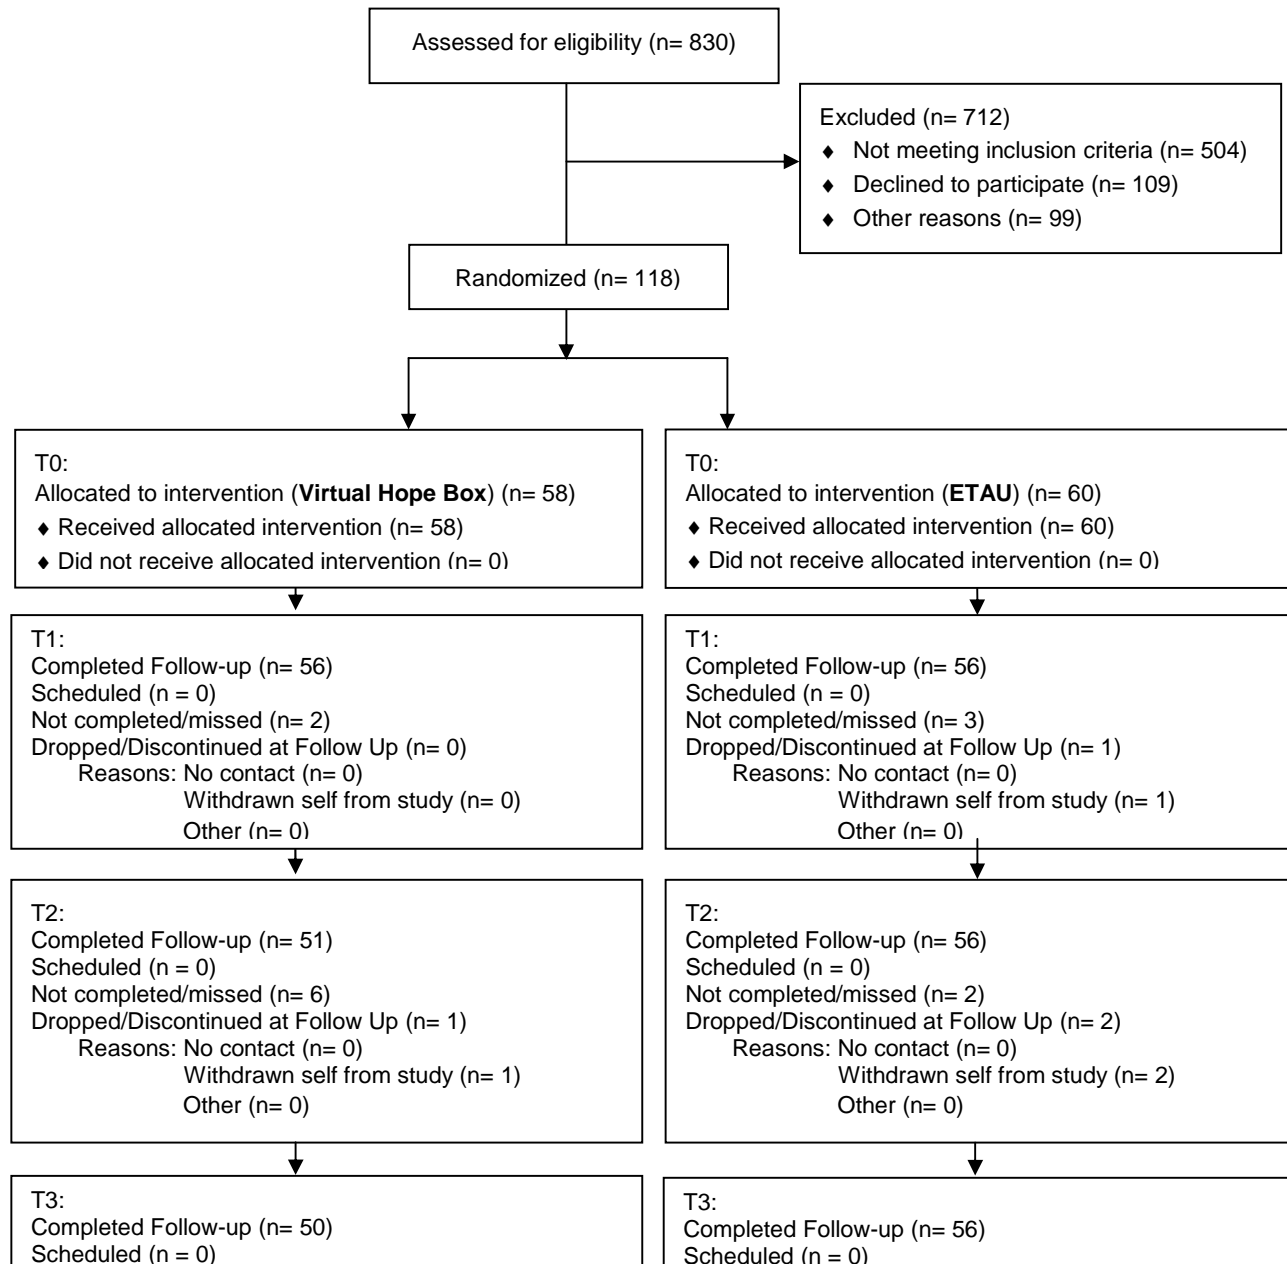 Assessed for eligibility (n= 830)
Excluded (n= 712)
♦ Not meeting inclusion criteria (n= 504)
♦ Declined to participate (n= 109)
♦ Other reasons (n= 99)
Randomized (n= 118)
T0:
Allocated to intervention (Virtual Hope Box) (n= 58)
♦ Received allocated intervention (n= 58)
♦ Did not receive allocated intervention (n= 0)
T0:
Allocated to intervention (ETAU) (n= 60)
♦ Received allocated intervention (n= 60)
♦ Did not receive allocated intervention (n= 0)
T1:
Completed Follow-up (n= 56)
Scheduled (n = 0)
Not completed/missed (n= 2)
Dropped/Discontinued at Follow Up (n= 0)
Reasons: No contact (n= 0)
Withdrawn self from study (n= 0)
Other (n= 0)
T1:
Completed Follow-up (n= 56)
Scheduled (n = 0)
Not completed/missed (n= 3)
Dropped/Discontinued at Follow Up (n= 1)
Reasons: No contact (n= 0)
Withdrawn self from study (n= 1)
Other (n= 0)
T2:
Completed Follow-up (n= 51)
Scheduled (n = 0)
Not completed/missed (n= 6)
Dropped/Discontinued at Follow Up (n= 1)
Reasons: No contact (n= 0)
Withdrawn self from study (n= 1)
Other (n= 0)
T2:
Completed Follow-up (n= 56)
Scheduled (n = 0)
Not completed/missed (n= 2)
Dropped/Discontinued at Follow Up (n= 2)
Reasons: No contact (n= 0)
Withdrawn self from study (n= 2)
Other (n= 0)
T3:
Completed Follow-up (n= 50)
Scheduled (n = 0)
T3:
Completed Follow-up (n= 56)
Scheduled (n = 0)